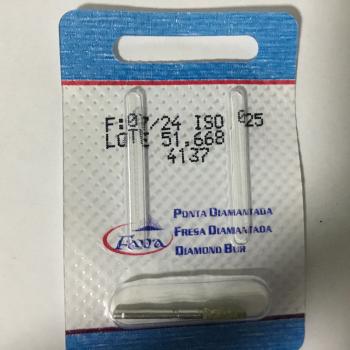 F:07/24 ISO 025
LOTE 51.668
4137
Fava
PONTA DIAMANTADA
FRESA DIAMANTADA
DIAMOND BUR